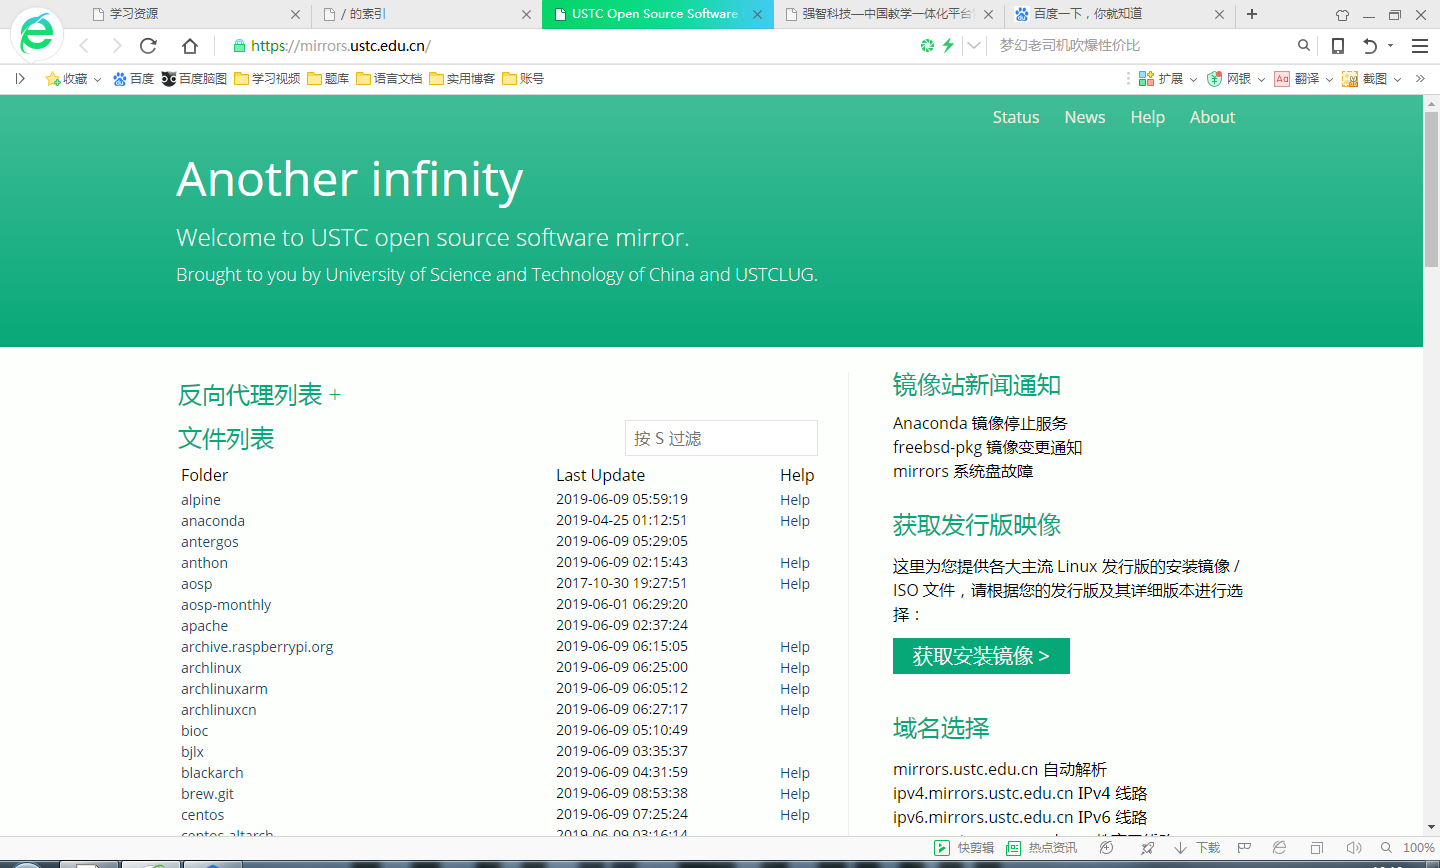 学习资源
/ 的索引
USTC Open Source Software
强智科技—中国教学一体化平台
百度一下，你就知道
https://mirrors.ustc.edu.cn/
梦幻老司机吹爆性价比
收藏 百度 百度脑图 学习视频 题库 语言文档 实用博客 账号
扩展 网银 Aa 翻译 截图 »
Status News Help About
Another infinity
Welcome to USTC open source software mirror.
Brought to you by University of Science and Technology of China and USTCLUG.
反向代理列表 +
文件列表
按 S 过滤
Folder Last Update Help
alpine 2019-06-09 05:59:19 Help
anaconda 2019-04-25 01:12:51 Help
antergos 2019-06-09 05:29:05
anthon 2019-06-09 02:15:43 Help
aosp 2017-10-30 19:27:51 Help
aosp-monthly 2019-06-01 06:29:20
apache 2019-06-09 02:37:24
archive.raspberrypi.org 2019-06-09 06:15:05 Help
archlinux 2019-06-09 06:25:00 Help
archlinuxarm 2019-06-09 06:05:12 Help
archlinuxcn 2019-06-09 06:27:17 Help
bioc 2019-06-09 05:10:49
bjlx 2019-06-09 03:35:37
blackarch 2019-06-09 04:31:59 Help
brew.git 2019-06-09 08:53:38 Help
centos 2019-06-09 07:25:24 Help
centos-altarch 2019-06-09 03:16:14
镜像站新闻通知
Anaconda 镜像停止服务
freebsd-pkg 镜像变更通知
mirrors 系统盘故障
获取发行版映像
这里为您提供各大主流 Linux 发行版的安装镜像 /
ISO 文件，请根据您的发行版及其详细版本进行选
择：
获取安装镜像 >
域名选择
mirrors.ustc.edu.cn 自动解析
ipv4.mirrors.ustc.edu.cn IPv4 线路
ipv6.mirrors.ustc.edu.cn IPv6 线路
快剪辑 热点资讯 下载 100%